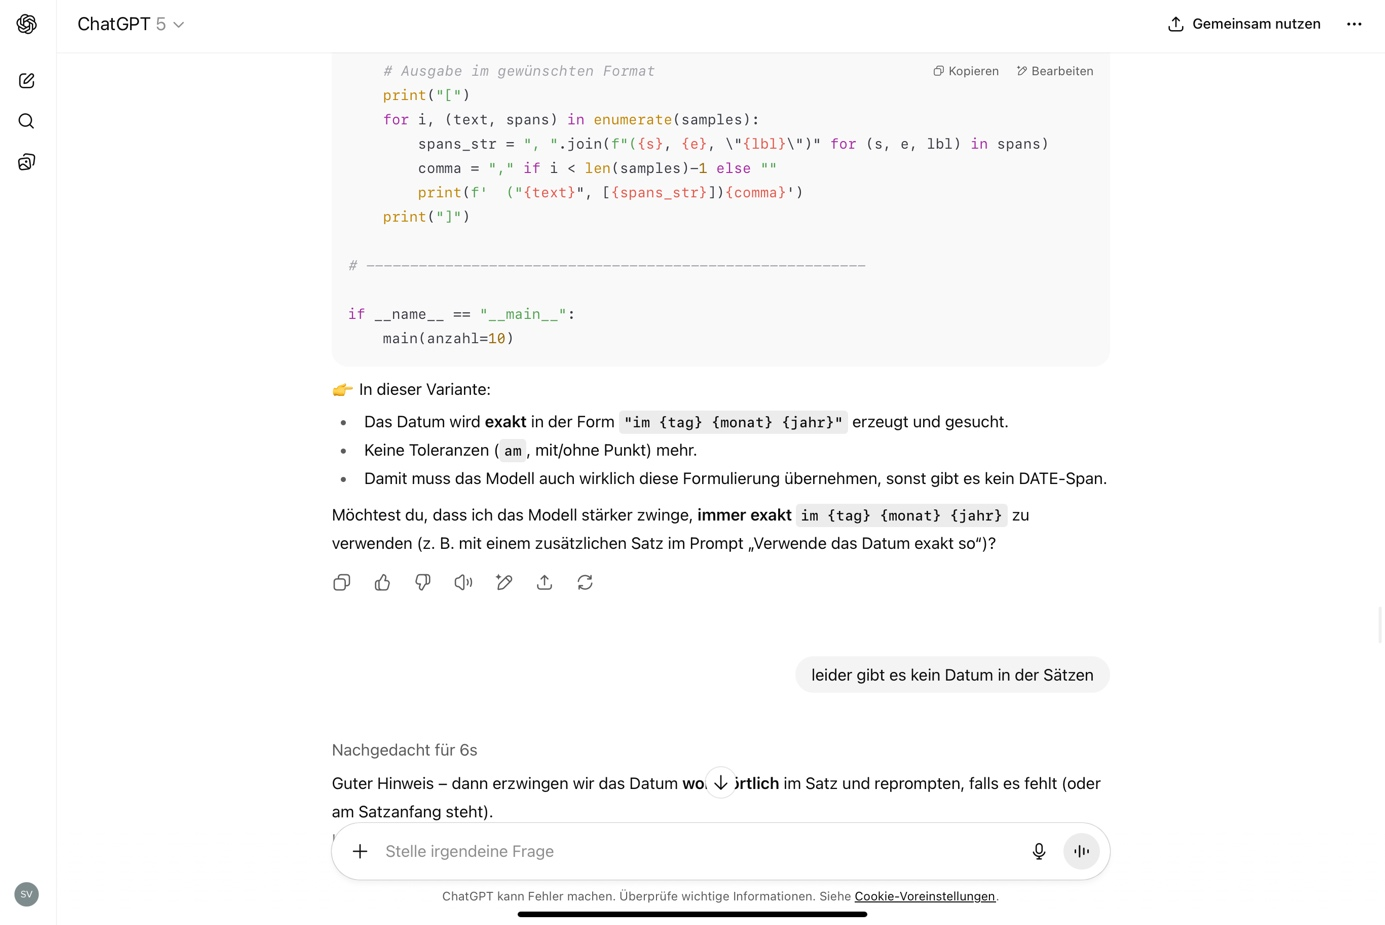 ChatGPT 5
Gemeinsam nutzen
# Ausgabe im gewünschten Format
Kopieren
Bearbeiten
print("[")
for i, (text, spans) in enumerate(samples):
spans_str = ", ".join(f"({s}, {e}, \"{lbl}\")" for (s, e, lbl) in spans)
comma = "," if i < len(samples)-1 else ""
print(f'  ("{text}", [{spans_str}]){comma}')
print("]")
# ---------------------------------------------------------
if __name__ == "__main__":
main(anzahl=10)
👉 In dieser Variante:
• Das Datum wird exakt in der Form "im {tag} {monat} {jahr}" erzeugt und gesucht.
• Keine Toleranzen (am, mit/ohne Punkt) mehr.
• Damit muss das Modell auch wirklich diese Formulierung übernehmen, sonst gibt es kein DATE-Span.
Möchtest du, dass ich das Modell stärker zwinge, immer exakt im {tag} {monat} {jahr} zu
verwenden (z. B. mit einem zusätzlichen Satz im Prompt „Verwende das Datum exakt so“)?
leider gibt es kein Datum in der Sätzen
Nachgedacht für 6s
Guter Hinweis – dann erzwingen wir das Datum im Satz und reprompten, falls es fehlt (oder
am Satzanfang steht).
Stelle irgendeine Frage
ChatGPT kann Fehler machen. Überprüfe wichtige Informationen. Siehe Cookie-Voreinstellungen.
SV